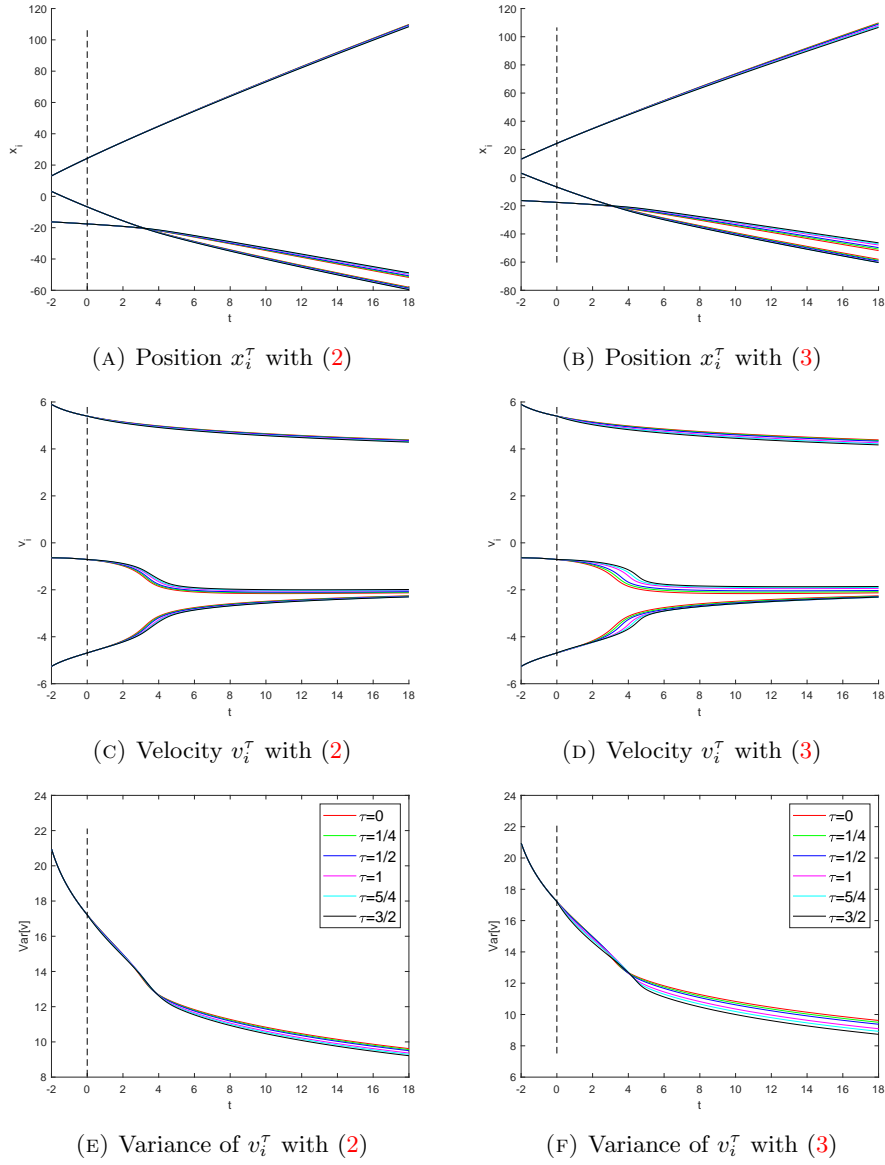 120
100
80
60
40
20
0
-20
-40
-60
x_i
-2 0 2 4 6 8 10 12 14 16 18
t
(A) Position x_i^τ with (2)
120
100
80
60
40
20
0
-20
-40
-60
-80
x_i
-2 0 2 4 6 8 10 12 14 16 18
t
(B) Position x_i^τ with (3)
6
4
2
0
-2
-4
-6
v_i
-2 0 2 4 6 8 10 12 14 16 18
t
(C) Velocity v_i^τ with (2)
6
4
2
0
-2
-4
-6
v_i
-2 0 2 4 6 8 10 12 14 16 18
t
(D) Velocity v_i^τ with (3)
24
22
20
18
16
14
12
10
8
Var[v]
τ=0
τ=1/4
τ=1/2
τ=1
τ=5/4
τ=3/2
-2 0 2 4 6 8 10 12 14 16 18
t
(E) Variance of v_i^τ with (2)
24
22
20
18
16
14
12
10
8
6
Var[v]
τ=0
τ=1/4
τ=1/2
τ=1
τ=5/4
τ=3/2
-2 0 2 4 6 8 10 12 14 16 18
t
(F) Variance of v_i^τ with (3)